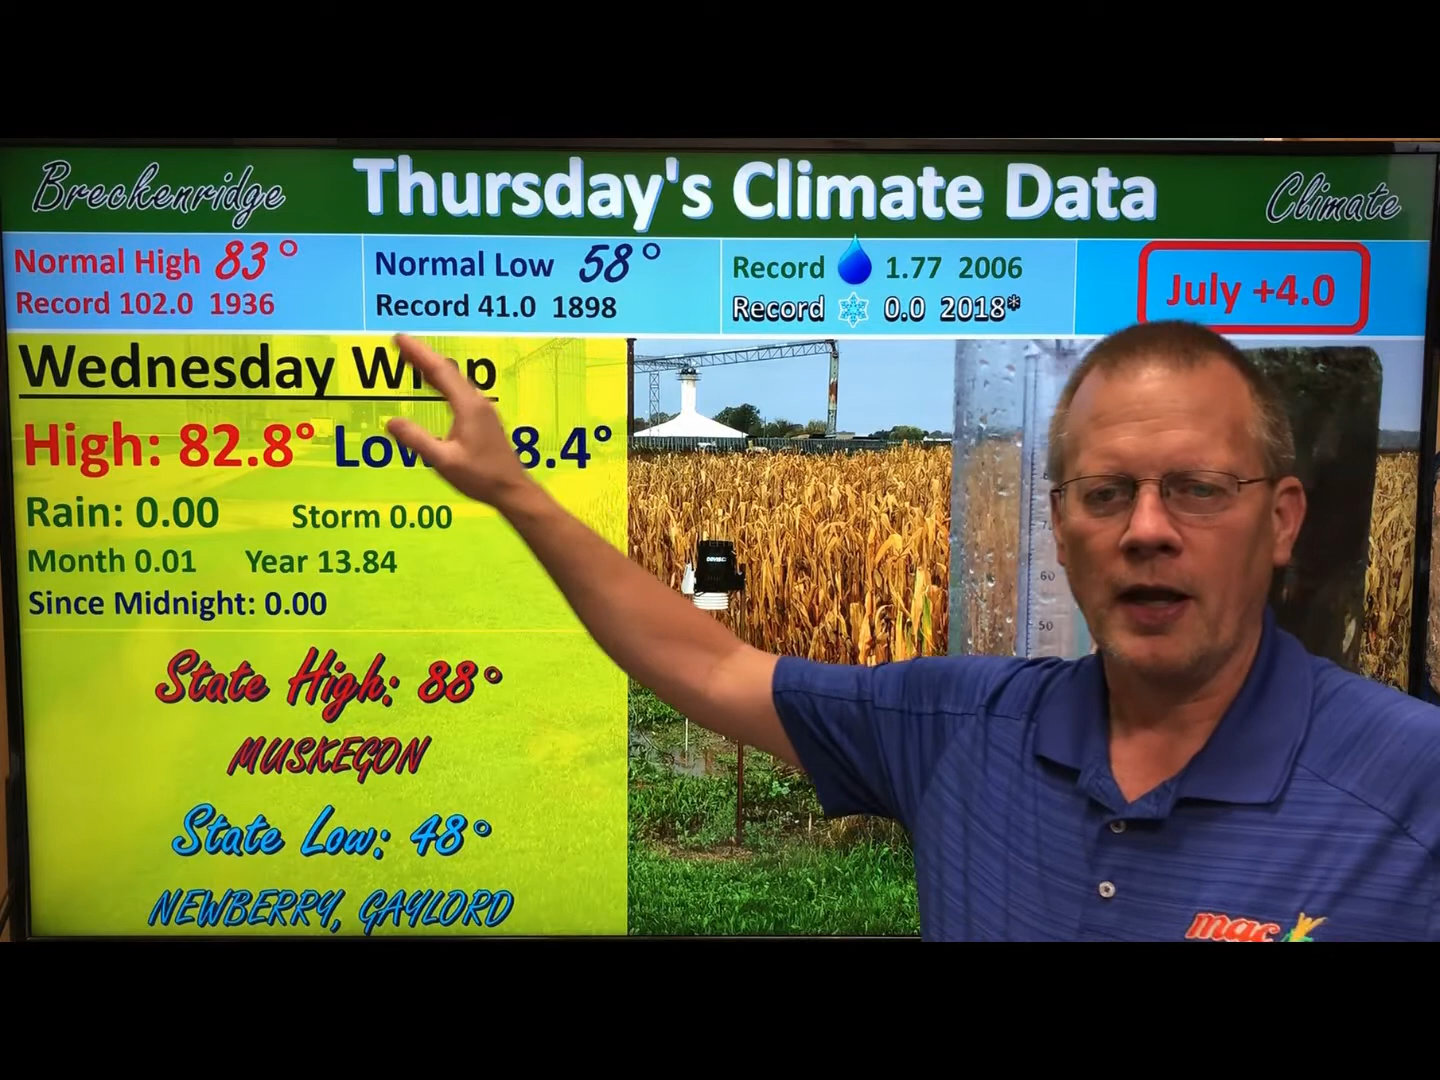 Breckenridge Thursday's Climate Data Climate
Normal High 83° Normal Low 58° Record 1.77 2006
Record 102.0 1936 Record 41.0 1898 Record 0.0 2018*
July +4.0
Wednesday
High: 82.8° 8.4°
Rain: 0.00 Storm 0.00
Month 0.01 Year 13.84
Since Midnight: 0.00
State High: 88°
MUSKEGON
State Low: 48°
NEWBERRY, GAYLORD
.60
50
mac